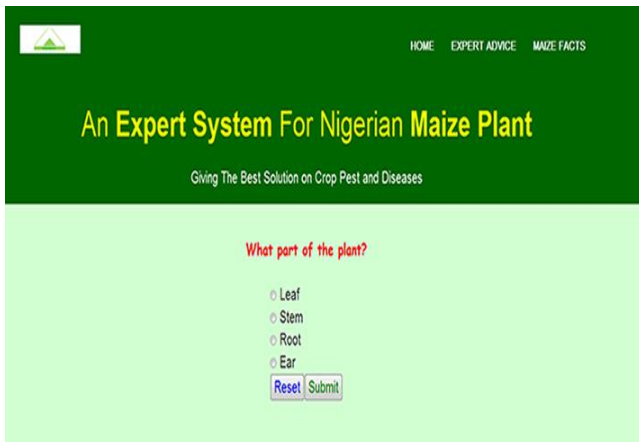 HOME EXPERT ADVICE MAIZE FACTS
An Expert System For Nigerian Maize Plant
Giving The Best Solution on Crop Pest and Diseases
What part of the plant?
Leaf
Stem
Root
Ear
Reset Submit